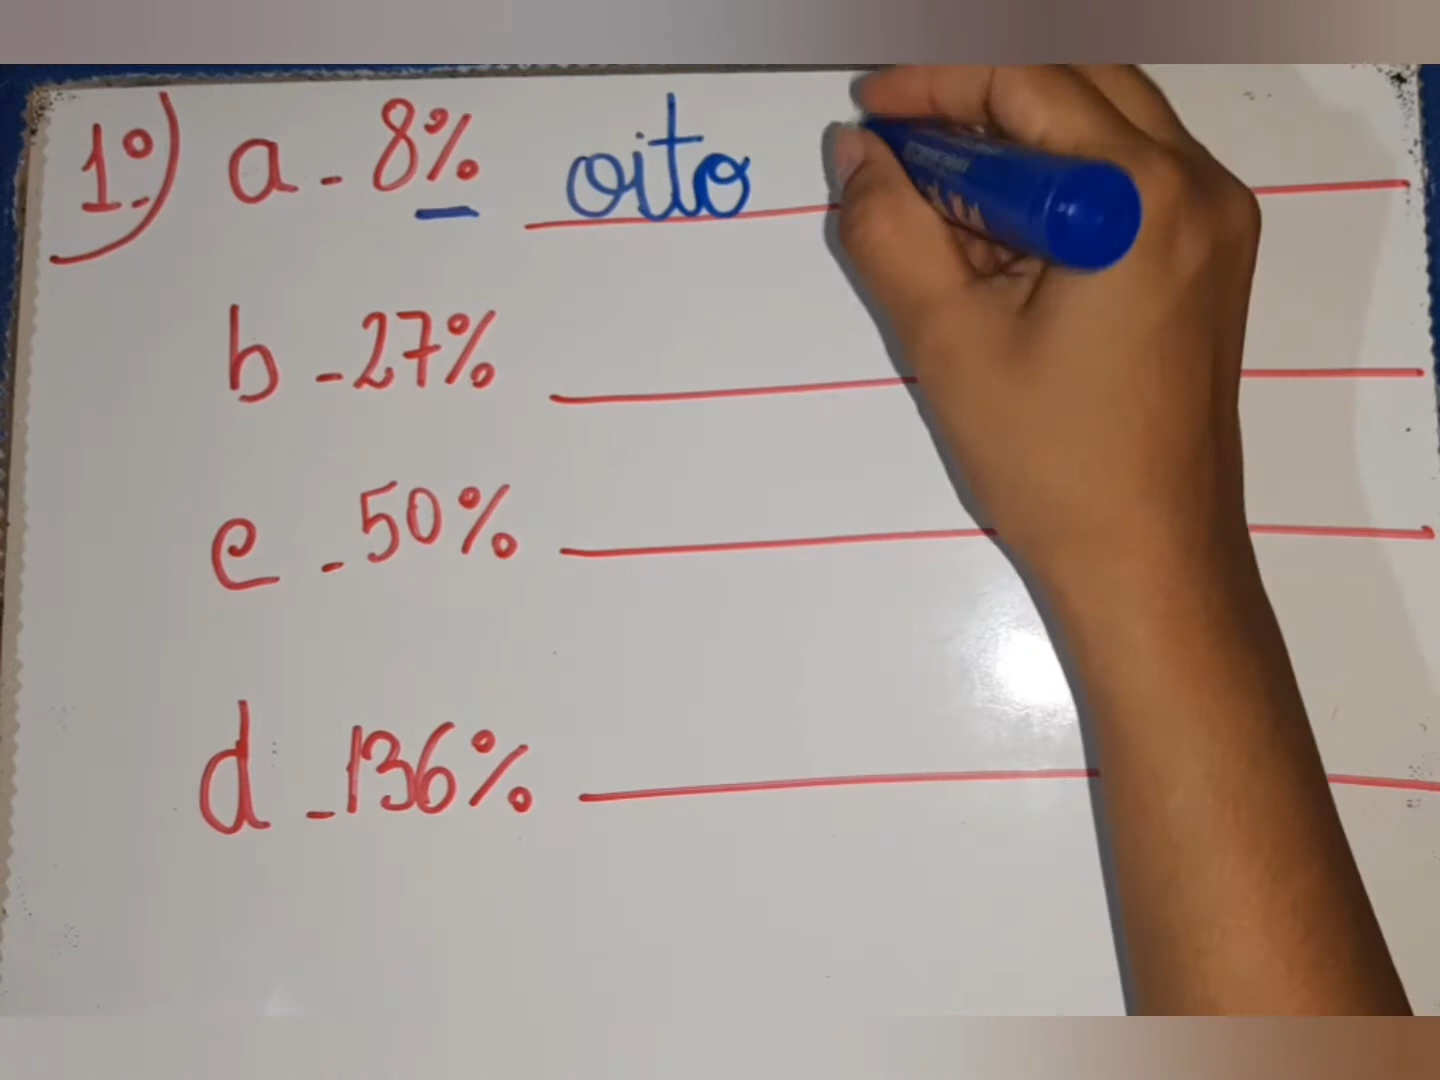 1º) a - 8% oito
b - 27%
c - 50%
d - 136%